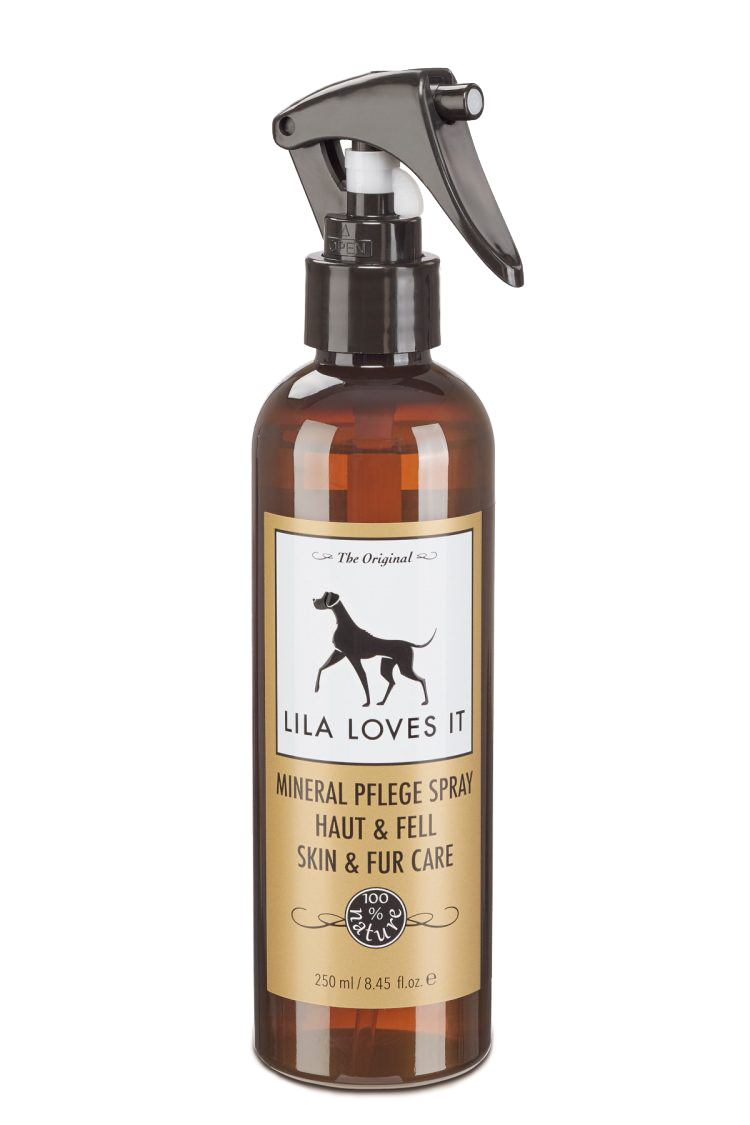 OPEN
The Original
LILA LOVES IT
MINERAL PFLEGE SPRAY
HAUT & FELL
SKIN & FUR CARE
100
%
nature
250 ml / 8.45 fl.oz. ℮